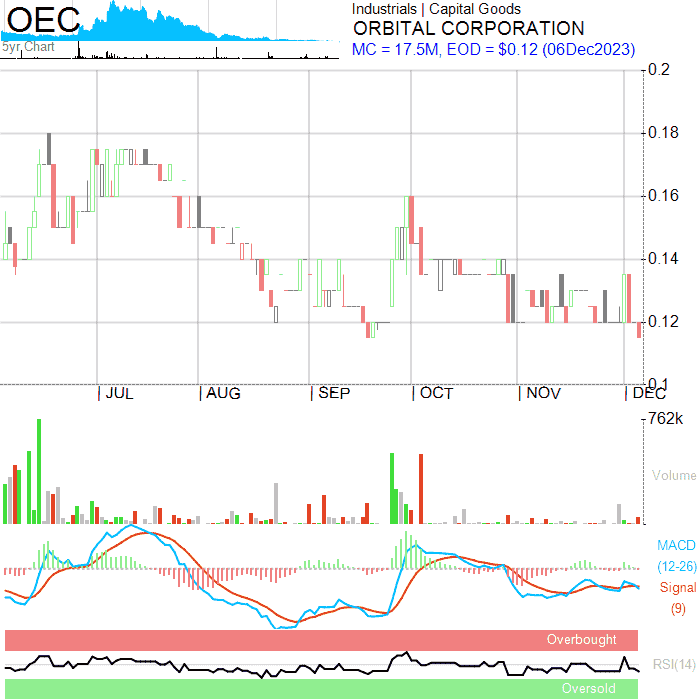 OEC
5yr. Chart
Industrials | Capital Goods
ORBITAL CORPORATION
MC = 17.5M, EOD = $0.12 (06Dec2023)
0.2
0.18
0.16
0.14
0.12
0.1
JUL
AUG
SEP
OCT
NOV
DEC
762k
Volume
MACD
(12-26)
Signal
(9)
Overbought
RSI(14)
Oversold